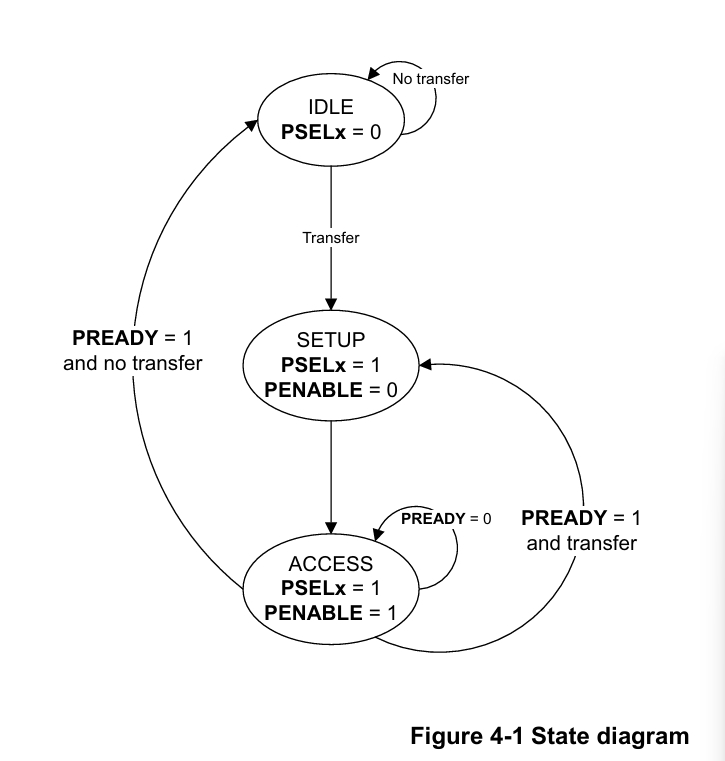 No transfer
IDLE
PSELx = 0
Transfer
PREADY = 1
and no transfer
SETUP
PSELx = 1
PENABLE = 0
PREADY = 0
PREADY = 1
and transfer
ACCESS
PSELx = 1
PENABLE = 1
Figure 4-1 State diagram